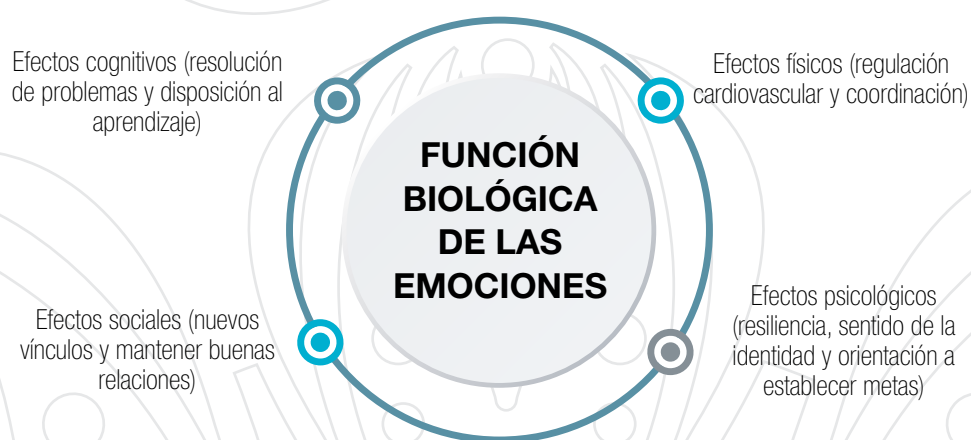 Efectos cognitivos (resolución
de problemas y disposición al
aprendizaje)
Efectos físicos (regulación
cardiovascular y coordinación)
FUNCIÓN
BIOLÓGICA
DE LAS
EMOCIONES
Efectos sociales (nuevos
vínculos y mantener buenas
relaciones)
Efectos psicológicos
(resiliencia, sentido de la
identidad y orientación a
establecer metas)